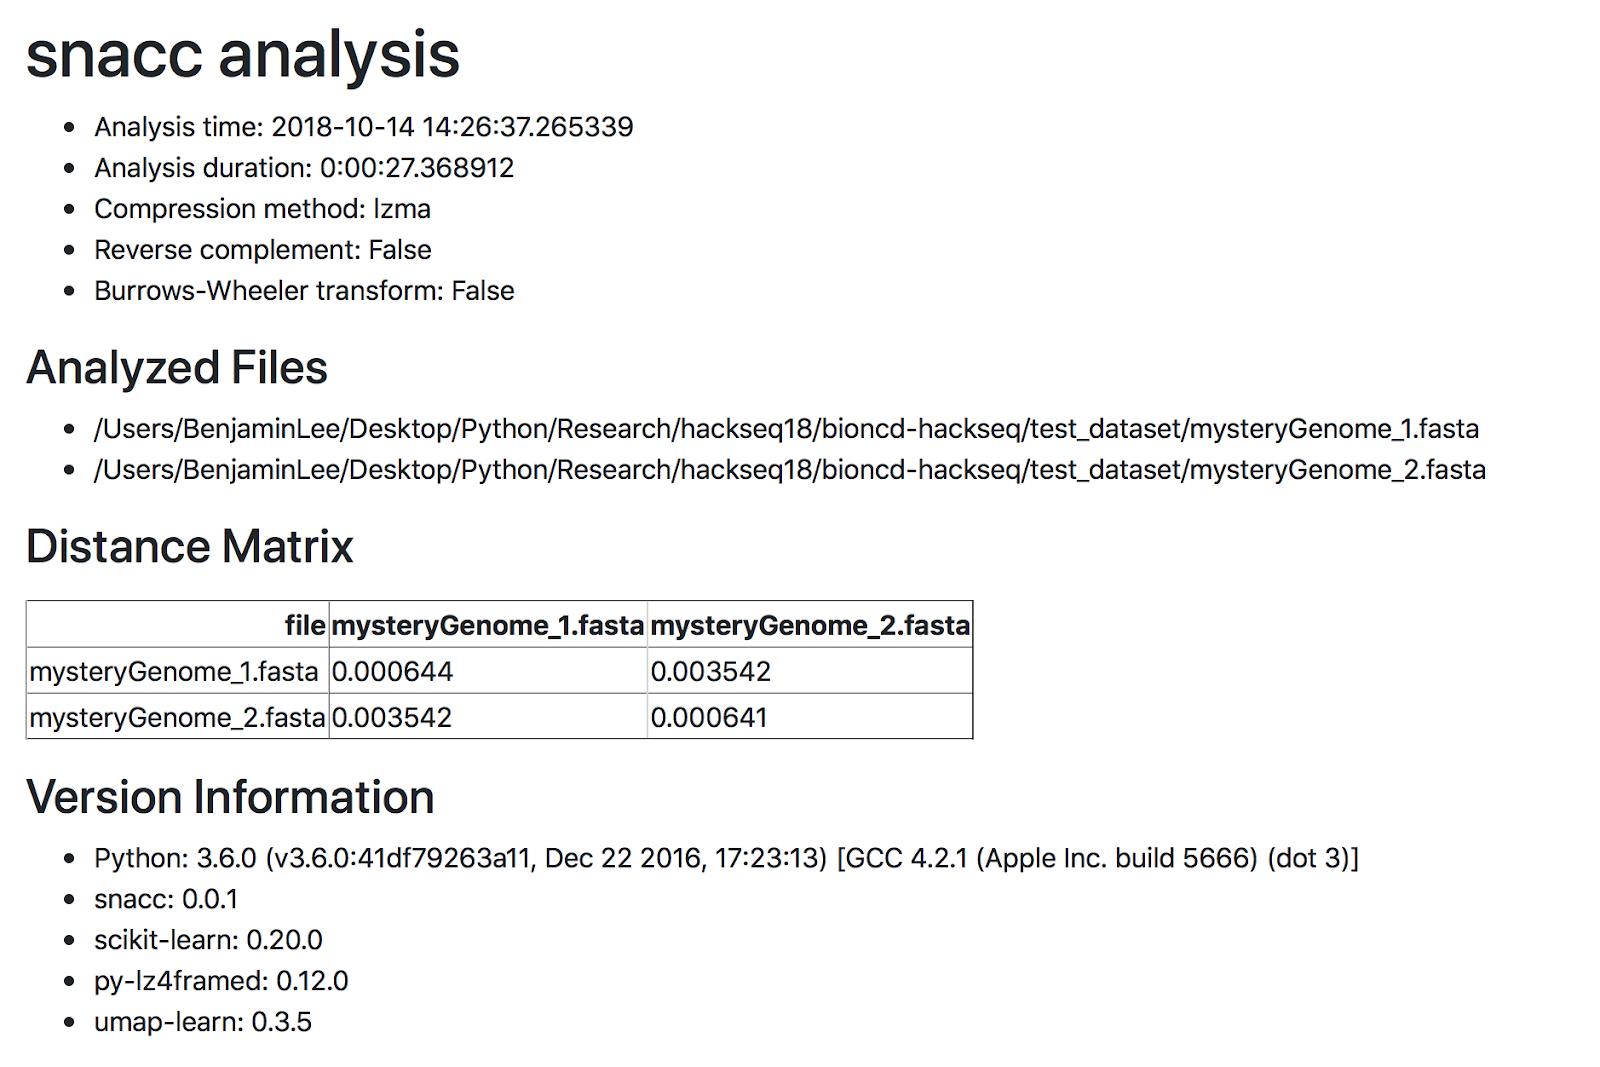 snacc analysis
Analysis time: 2018-10-14 14:26:37.265339
Analysis duration: 0:00:27.368912
Compression method: lzma
Reverse complement: False
Burrows-Wheeler transform: False
Analyzed Files
/Users/BenjaminLee/Desktop/Python/Research/hackseq18/bioncd-hackseq/test_dataset/mysteryGenome_1.fasta
/Users/BenjaminLee/Desktop/Python/Research/hackseq18/bioncd-hackseq/test_dataset/mysteryGenome_2.fasta
Distance Matrix
file mysteryGenome_1.fasta mysteryGenome_2.fasta
mysteryGenome_1.fasta 0.000644 0.003542
mysteryGenome_2.fasta 0.003542 0.000641
Version Information
Python: 3.6.0 (v3.6.0:41df79263a11, Dec 22 2016, 17:23:13) [GCC 4.2.1 (Apple Inc. build 5666) (dot 3)]
snacc: 0.0.1
scikit-learn: 0.20.0
py-lz4framed: 0.12.0
umap-learn: 0.3.5